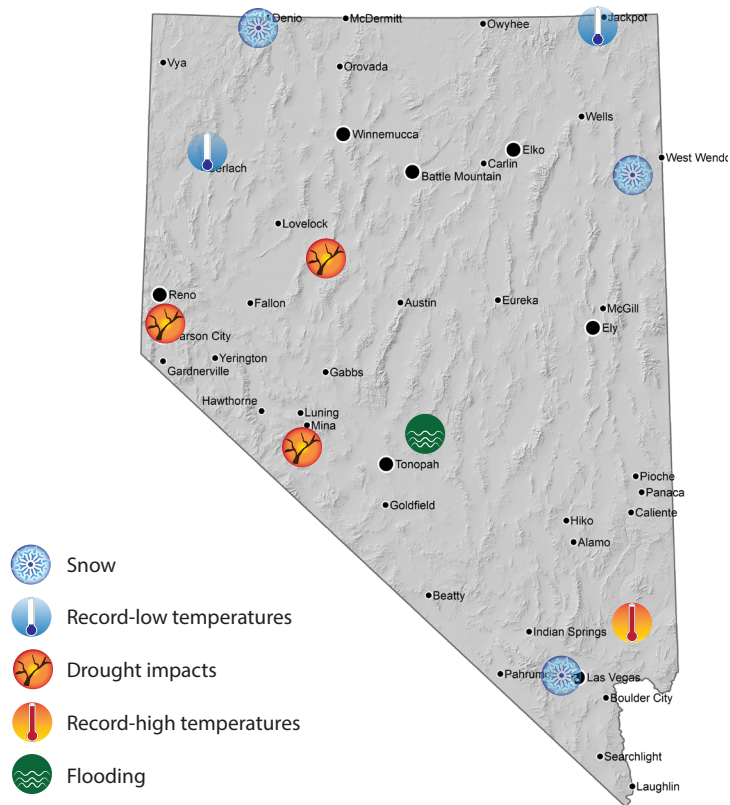 Denio
McDermitt
Owyhee
Jackpot
Vya
Orovada
Wells
Winnemucca
Elko
West Wendo
Carlin
Battle Mountain
erlach
Lovelock
Reno
Fallon
Austin
Eureka
McGill
Ely
arson City
Yerington
Gardnerville
Gabbs
Hawthorne
Luning
Mina
Tonopah
Pioche
Panaca
Goldfield
Caliente
Hiko
Alamo
Snow
Beatty
Record-low temperatures
Indian Springs
Drought impacts
Pahrum
Las Vegas
Boulder City
Record-high temperatures
Searchlight
Flooding
Laughlin